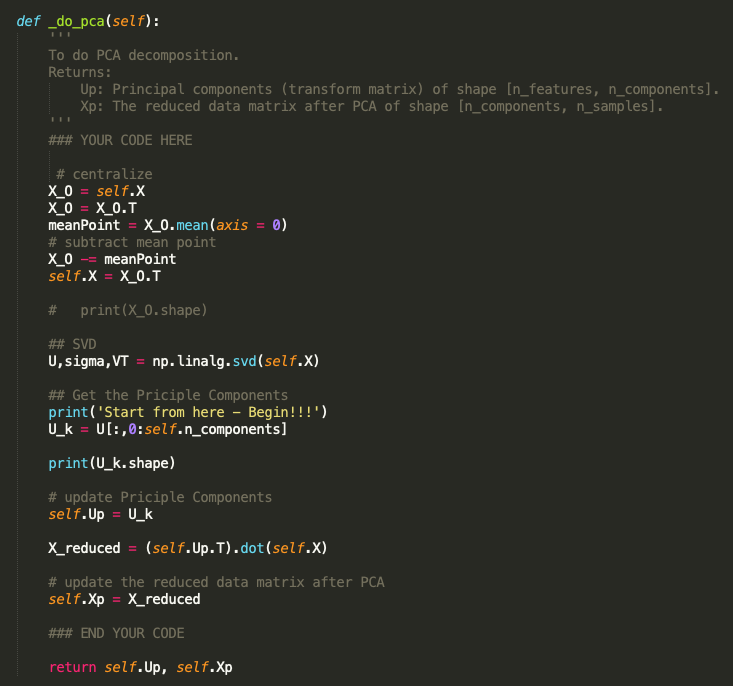 def _do_pca(self):
    '''
    To do PCA decomposition.
    Returns:
        Up: Principal components (transform matrix) of shape [n_features, n_components].
        Xp: The reduced data matrix after PCA of shape [n_components, n_samples].
    '''
    ### YOUR CODE HERE

     # centralize
    X_O = self.X
    X_O = X_O.T
    meanPoint = X_O.mean(axis = 0)
    # subtract mean point
    X_O -= meanPoint
    self.X = X_O.T

    #   print(X_O.shape)

    ## SVD
    U,sigma,VT = np.linalg.svd(self.X)

    ## Get the Priciple Components
    print('Start from here - Begin!!!')
    U_k = U[:,0:self.n_components]

    print(U_k.shape)

    # update Priciple Components
    self.Up = U_k

    X_reduced = (self.Up.T).dot(self.X)

    # update the reduced data matrix after PCA
    self.Xp = X_reduced

    ### END YOUR CODE

    return self.Up, self.Xp